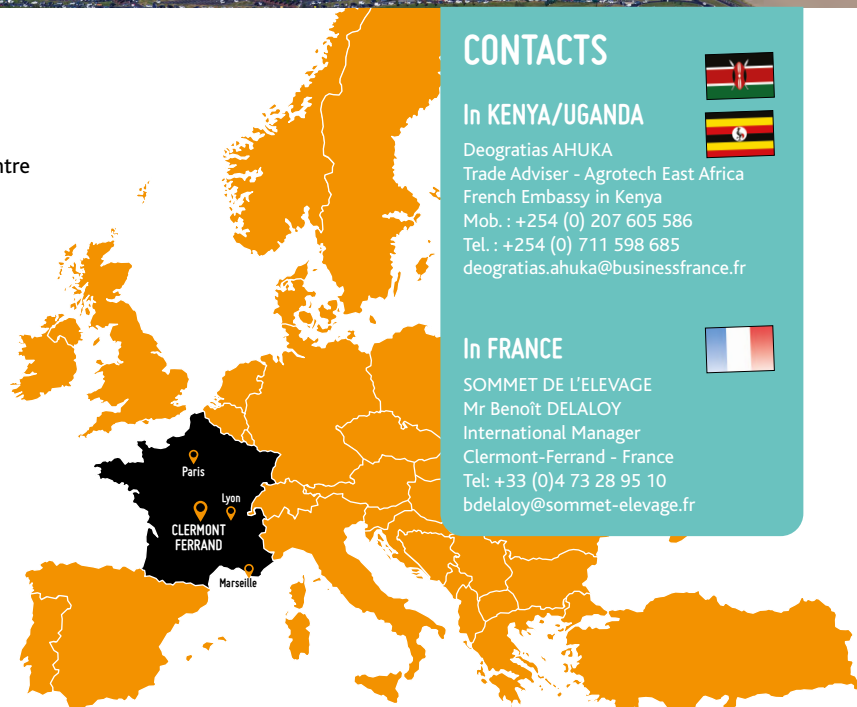 ntre
CONTACTS
In KENYA/UGANDA
Deogratias AHUKA
Trade Adviser - Agrotech East Africa
French Embassy in Kenya
Mob. : +254 (0) 207 605 586
Tel. : +254 (0) 711 598 685
deogratias.ahuka@businessfrance.fr
In FRANCE
SOMMET DE L'ELEVAGE
Mr Benoît DELALOY
International Manager
Clermont-Ferrand - France
Tel: +33 (0)4 73 28 95 10
bdelaloy@sommet-elevage.fr
Paris
Lyon
CLERMONT
FERRAND
Marseille